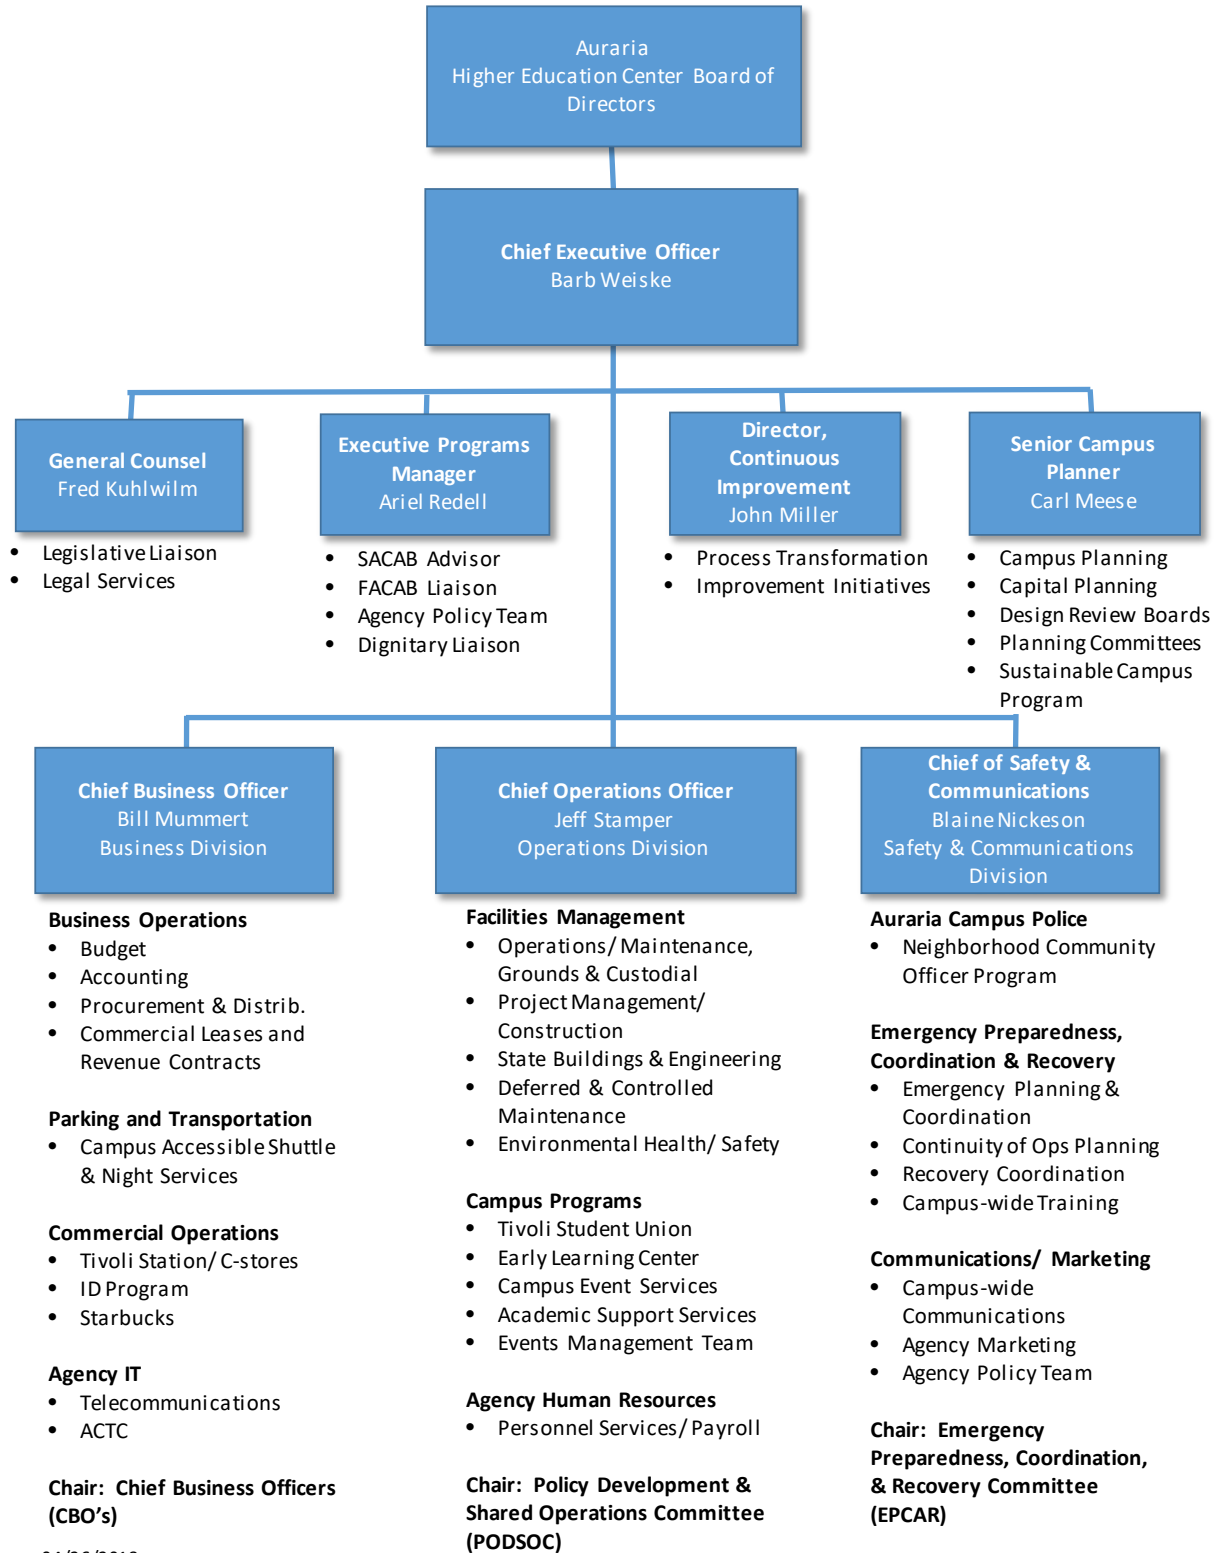 Auraria
Higher Education Center Board of
Directors
Chief Executive Officer
Barb Weiske
General Counsel
Fred Kuhlwilm
• Legislative Liaison
• Legal Services
Executive Programs
Manager
Ariel Redell
• SACAB Advisor
• FACAB Liaison
• Agency Policy Team
• Dignitary Liaison
Director,
Continuous
Improvement
John Miller
• Process Transformation
• Improvement Initiatives
Senior Campus
Planner
Carl Meese
• Campus Planning
• Capital Planning
• Design Review Boards
• Planning Committees
• Sustainable Campus
Program
Chief Business Officer
Bill Mummert
Business Division
Business Operations
• Budget
• Accounting
• Procurement & Distrib.
• Commercial Leases and
Revenue Contracts
Parking and Transportation
• Campus Accessible Shuttle
& Night Services
Commercial Operations
• Tivoli Station/ C-stores
• ID Program
• Starbucks
Agency IT
• Telecommunications
• ACTC
Chair: Chief Business Officers
(CBO's)
Chief Operations Officer
Jeff Stamper
Operations Division
Facilities Management
• Operations/ Maintenance,
Grounds & Custodial
• Project Management/
Construction
• State Buildings & Engineering
• Deferred & Controlled
Maintenance
• Environmental Health/ Safety
Campus Programs
• Tivoli Student Union
• Early Learning Center
• Campus Event Services
• Academic Support Services
• Events Management Team
Agency Human Resources
• Personnel Services/ Payroll
Chair: Policy Development &
Shared Operations Committee
(PODSOC)
Chief of Safety &
Communications
Blaine Nickeson
Safety & Communications
Division
Auraria Campus Police
• Neighborhood Community
Officer Program
Emergency Preparedness,
Coordination & Recovery
• Emergency Planning &
Coordination
• Continuity of Ops Planning
• Recovery Coordination
• Campus-wide Training
Communications/ Marketing
• Campus-wide
Communications
• Agency Marketing
• Agency Policy Team
Chair: Emergency
Preparedness, Coordination,
& Recovery Committee
(EPCAR)